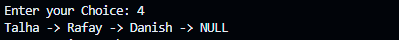 Enter your Choice: 4
Talha -> Rafay -> Danish -> NULL